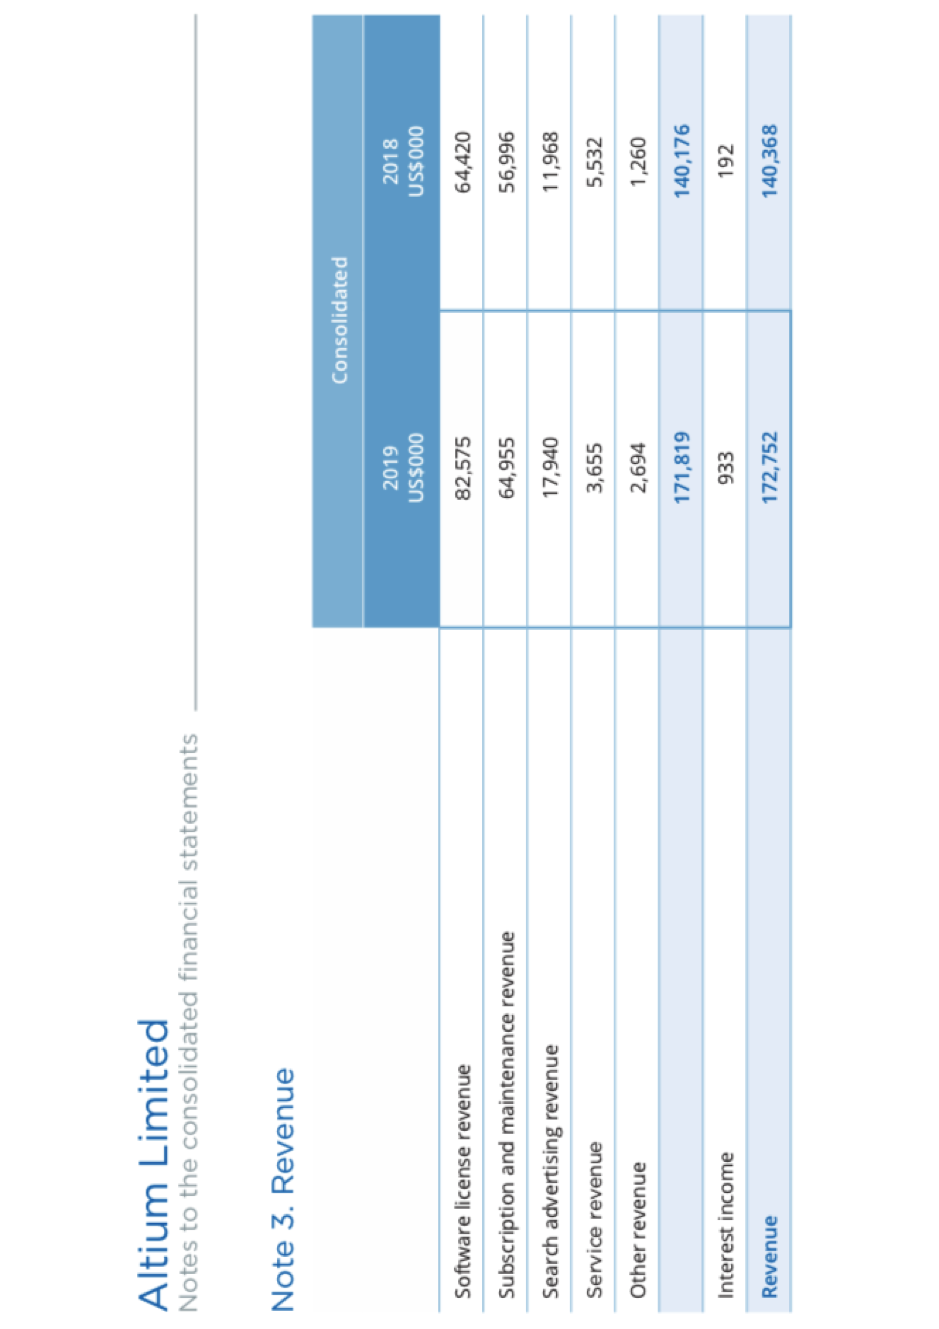 Altium Limited
Notes to the consolidated financial statements
Note 3. Revenue
Consolidated
2019 2018
US$000 US$000
Software license revenue 82,575 64,420
Subscription and maintenance revenue 64,955 56,996
Search advertising revenue 17,940 11,968
Service revenue 3,655 5,532
Other revenue 2,694 1,260
171,819 140,176
Interest income 933 192
Revenue 172,752 140,368